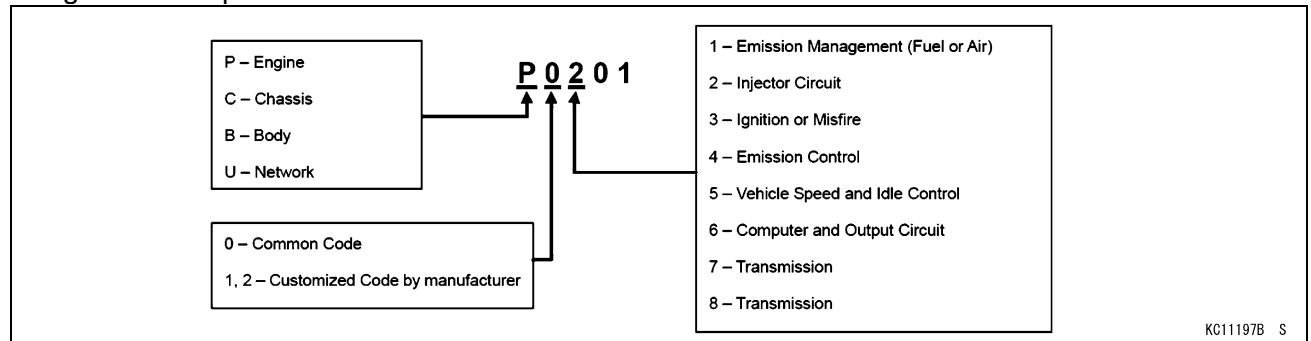 P – Engine
C – Chassis
B – Body
U – Network
P 0 2 0 1
0 – Common Code
1, 2 – Customized Code by manufacturer
1 – Emission Management (Fuel or Air)
2 – Injector Circuit
3 – Ignition or Misfire
4 – Emission Control
5 – Vehicle Speed and Idle Control
6 – Computer and Output Circuit
7 – Transmission
8 – Transmission
KC11197B S